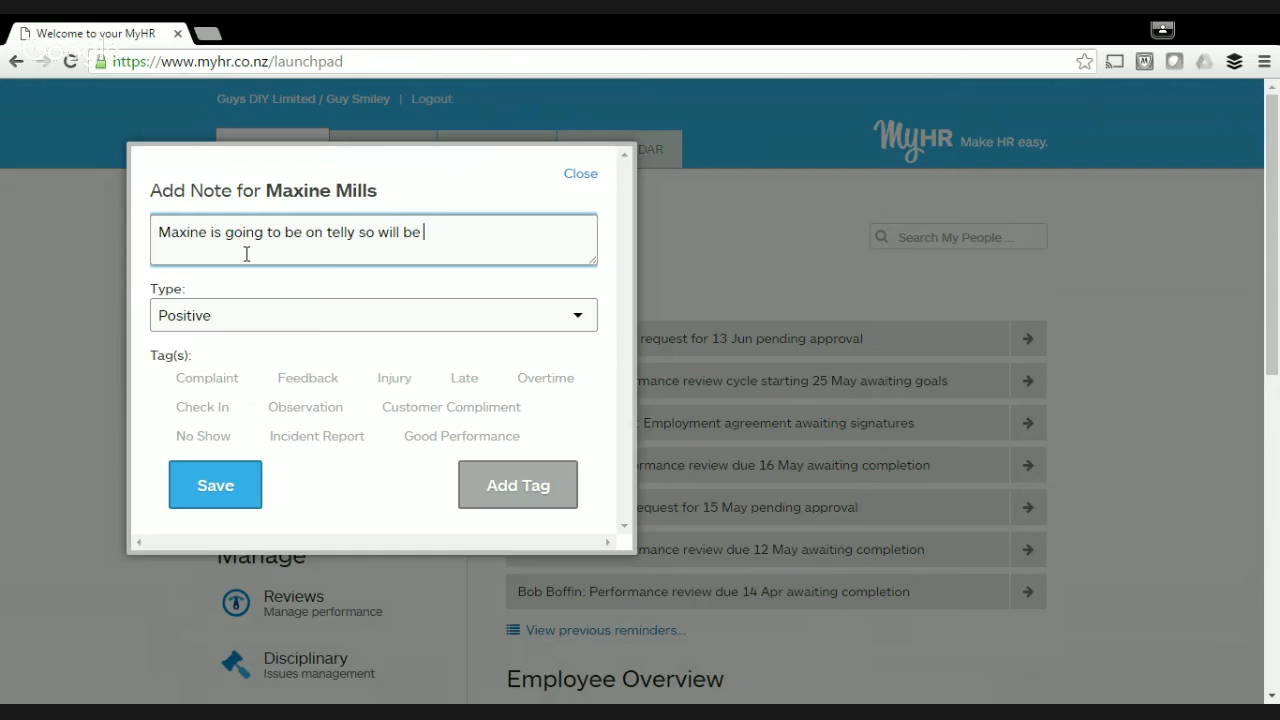 Welcome to your MyHR
Google
https://www.myhr.co.nz/launchpad
Guys DIY Limited / Guy Smiley | Logout
DAR
MyHR Make HR easy.
Close
Add Note for Maxine Mills
Maxine is going to be on telly so will be
Search My People ...
Type:
Positive
request for 13 Jun pending approval
Tag(s):
Complaint Feedback Injury Late Overtime
mance review cycle starting 25 May awaiting goals
Check In Observation Customer Compliment
: Employment agreement awaiting signatures
No Show Incident Report Good Performance
rmance review due 16 May awaiting completion
Save Add Tag
equest for 15 May pending approval
Manage
mance review due 12 May awaiting completion
Reviews
Manage performance
Bob Boffin: Performance review due 14 Apr awaiting completion
View previous reminders...
Disciplinary
Issues management
Employee Overview